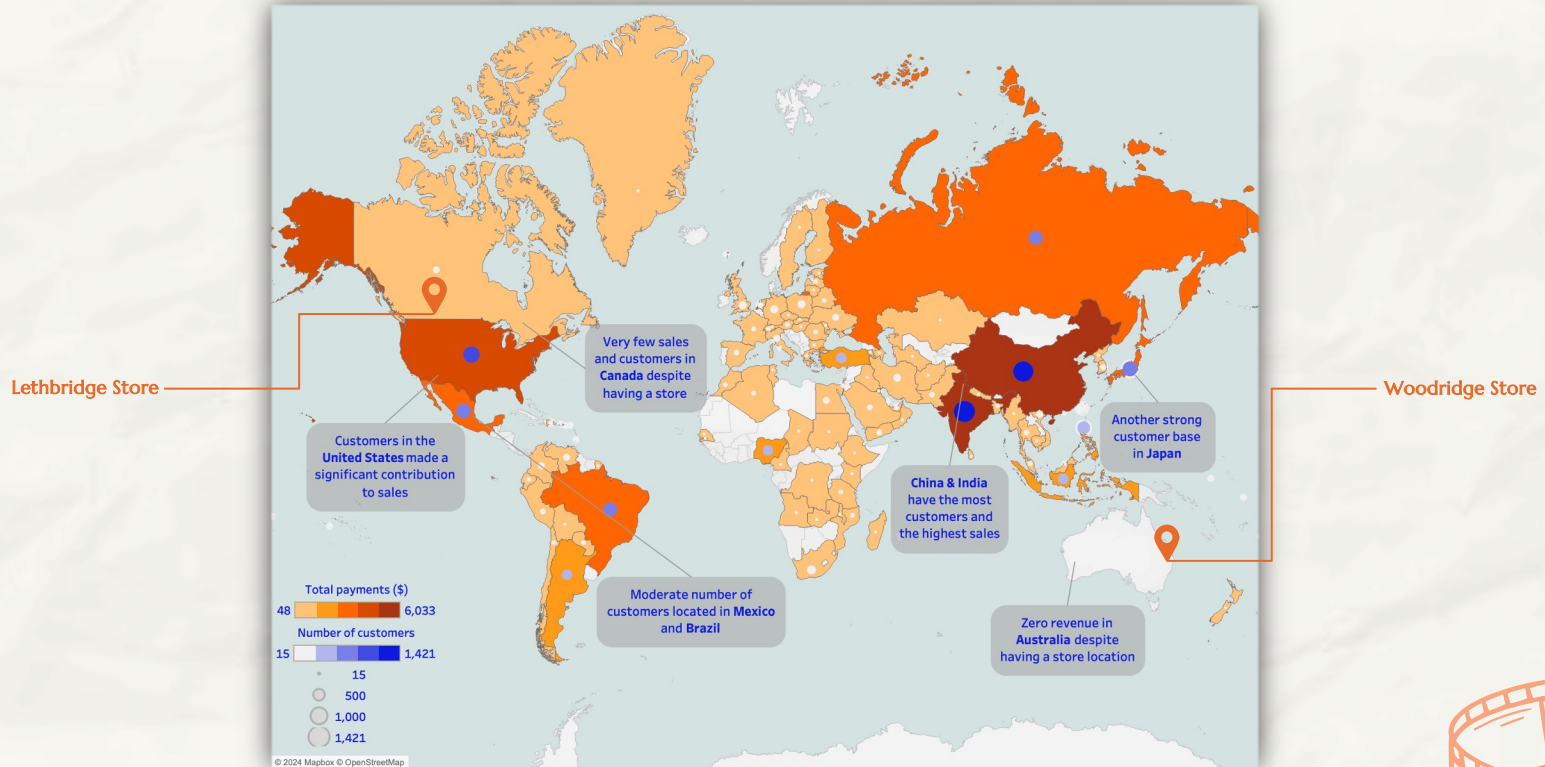 Lethbridge Store
Woodridge Store
Very few sales
and customers in
Canada despite
having a store
Customers in the
United States made a
significant contribution
to sales
Another strong
customer base
in Japan
China & India
have the most
customers and
the highest sales
Moderate number of
customers located in Mexico
and Brazil
Zero revenue in
Australia despite
having a store location
Total payments ($)
48 6,033
Number of customers
15 1,421
15
500
1,000
1,421
© 2024 Mapbox © OpenStreetMap